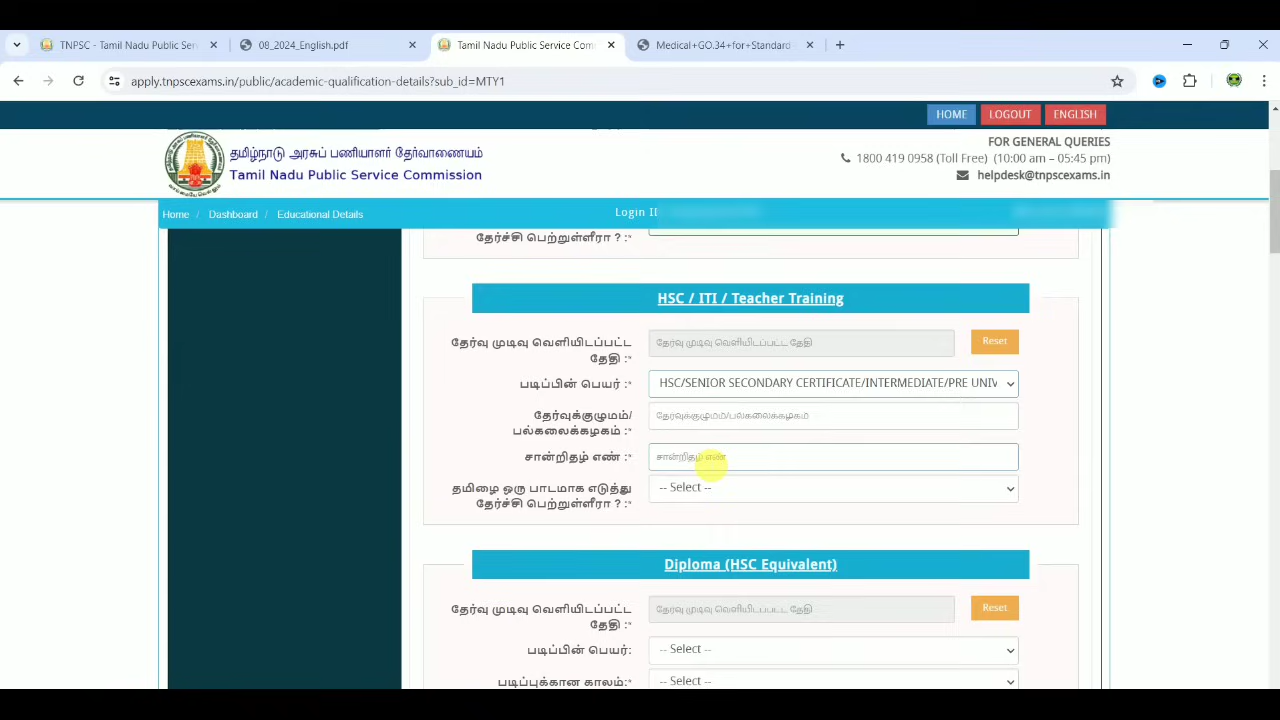 TNPSC - Tamil Nadu Public Ser
08_2024_English.pdf
Tamil Nadu Public Service Com
Medical+GO.34+for+Standard
apply.tnpscexams.in/public/academic-qualification-details?sub_id=MTY1
HOME
LOGOUT
ENGLISH
தமிழ்நாடு அரசுப் பணியாளர் தேர்வாணையம்
Tamil Nadu Public Service Commission
FOR GENERAL QUERIES
1800 419 0958 (Toll Free) (10:00 am – 05:45 pm)
helpdesk@tnpscexams.in
Home / Dashboard / Educational Details
Login ID
தேர்ச்சி பெற்றுள்ளீரா ? :*
HSC / ITI / Teacher Training
தேர்வு முடிவு வெளியிடப்பட்ட
தேதி :*
தேர்வு முடிவு வெளியிடப்பட்ட தேதி
Reset
படிப்பின் பெயர் :*
HSC/SENIOR SECONDARY CERTIFICATE/INTERMEDIATE/PRE UNIV
தேர்வுக்குழுமம்/
பல்கலைக்கழகம் :*
தேர்வுக்குழுமம்/பல்கலைக்கழகம்
சான்றிதழ் எண் :*
சான்றிதழ் எண்
தமிழை ஒரு பாடமாக எடுத்து
தேர்ச்சி பெற்றுள்ளீரா ? :*
-- Select --
Diploma (HSC Equivalent)
தேர்வு முடிவு வெளியிடப்பட்ட
தேதி :*
தேர்வு முடிவு வெளியிடப்பட்ட தேதி
Reset
படிப்பின் பெயர்:
-- Select --
படிப்புக்கான காலம்:*
-- Select --